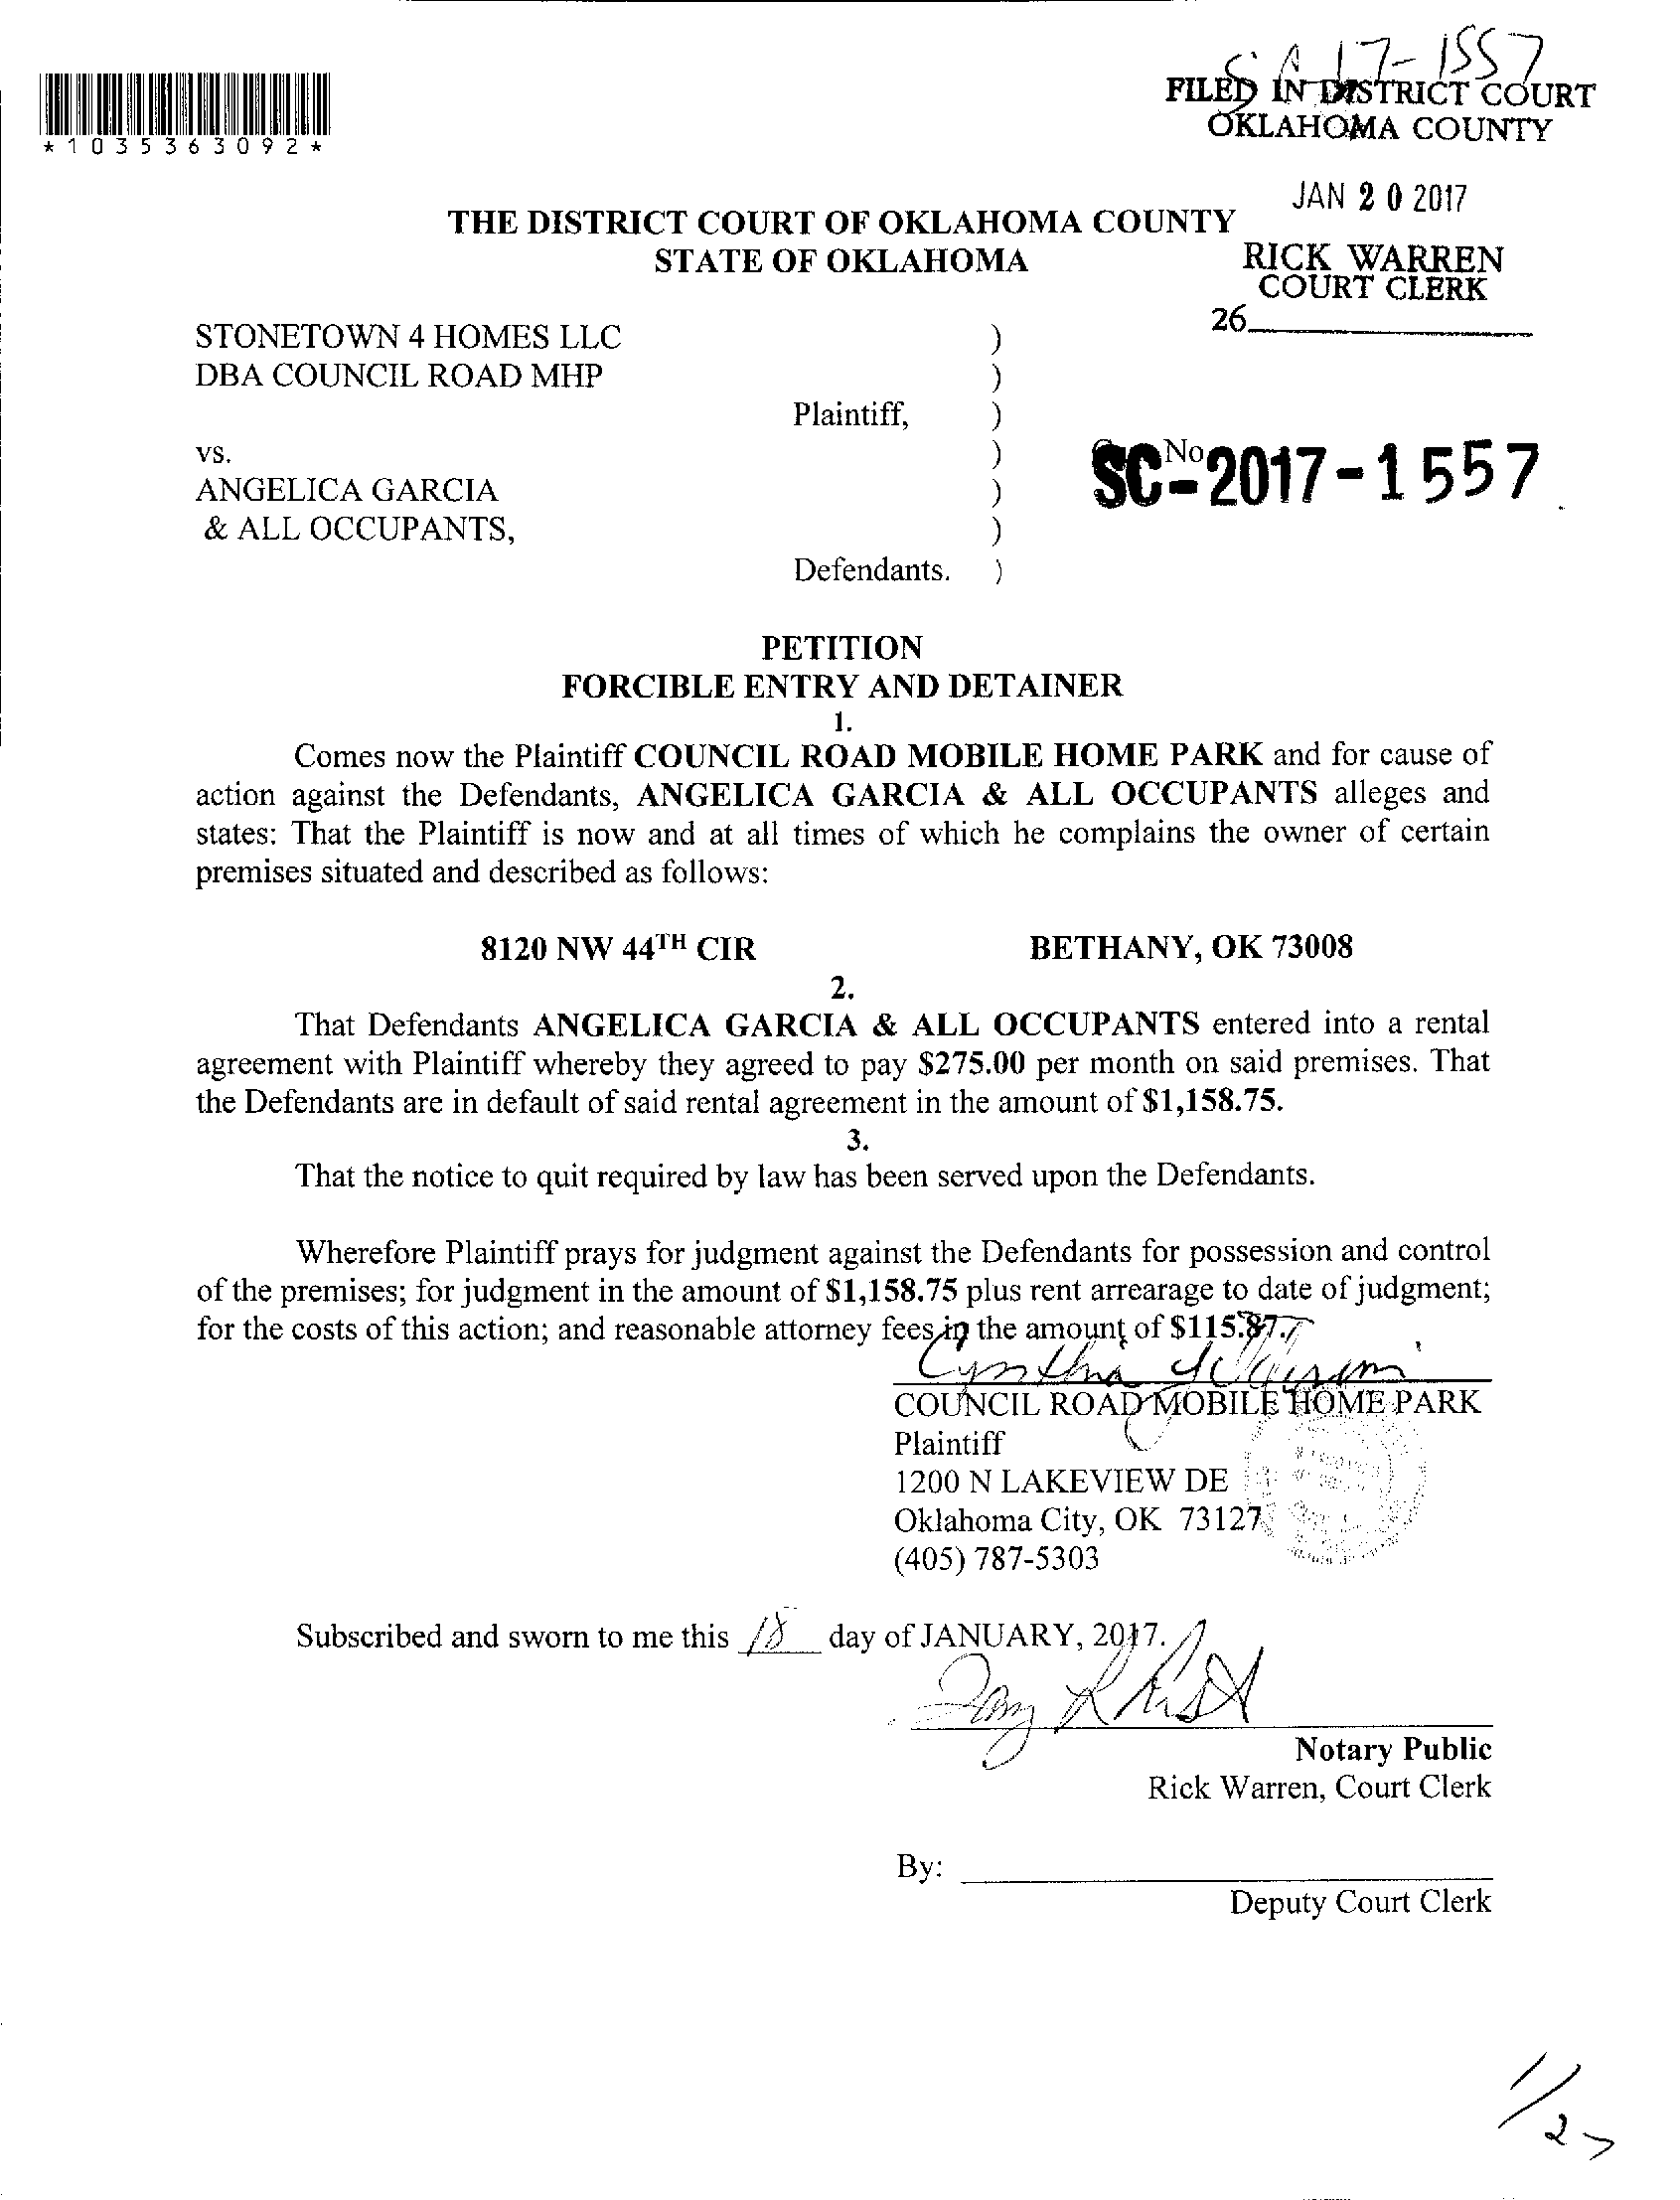 17-1557
FILED IN DISTRICT COURT
OKLAHOMA COUNTY
*1035363092*
JAN 20 2017
THE DISTRICT COURT OF OKLAHOMA COUNTY
STATE OF OKLAHOMA
RICK WARREN
COURT CLERK
26
STONETOWN 4 HOMES LLC )
DBA COUNCIL ROAD MHP )
Plaintiff, )
vs. )
ANGELICA GARCIA ) No SC-2017-1557
& ALL OCCUPANTS, )
Defendants. )
PETITION
FORCIBLE ENTRY AND DETAINER
1.
Comes now the Plaintiff COUNCIL ROAD MOBILE HOME PARK and for cause of
action against the Defendants, ANGELICA GARCIA & ALL OCCUPANTS alleges and
states: That the Plaintiff is now and at all times of which he complains the owner of certain
premises situated and described as follows:
8120 NW 44TH CIR BETHANY, OK 73008
2.
That Defendants ANGELICA GARCIA & ALL OCCUPANTS entered into a rental
agreement with Plaintiff whereby they agreed to pay $275.00 per month on said premises. That
the Defendants are in default of said rental agreement in the amount of $1,158.75.
3.
That the notice to quit required by law has been served upon the Defendants.
Wherefore Plaintiff prays for judgment against the Defendants for possession and control
of the premises; for judgment in the amount of $1,158.75 plus rent arrearage to date of judgment;
for the costs of this action; and reasonable attorney fees in the amount of $115.87.
Cynthia
COUNCIL ROAD MOBILE HOME PARK
Plaintiff
1200 N LAKEVIEW DE
Oklahoma City, OK 73127
(405) 787-5303
Subscribed and sworn to me this 18 day of JANUARY, 2017.
Notary Public
Rick Warren, Court Clerk
By:
Deputy Court Clerk
1/27